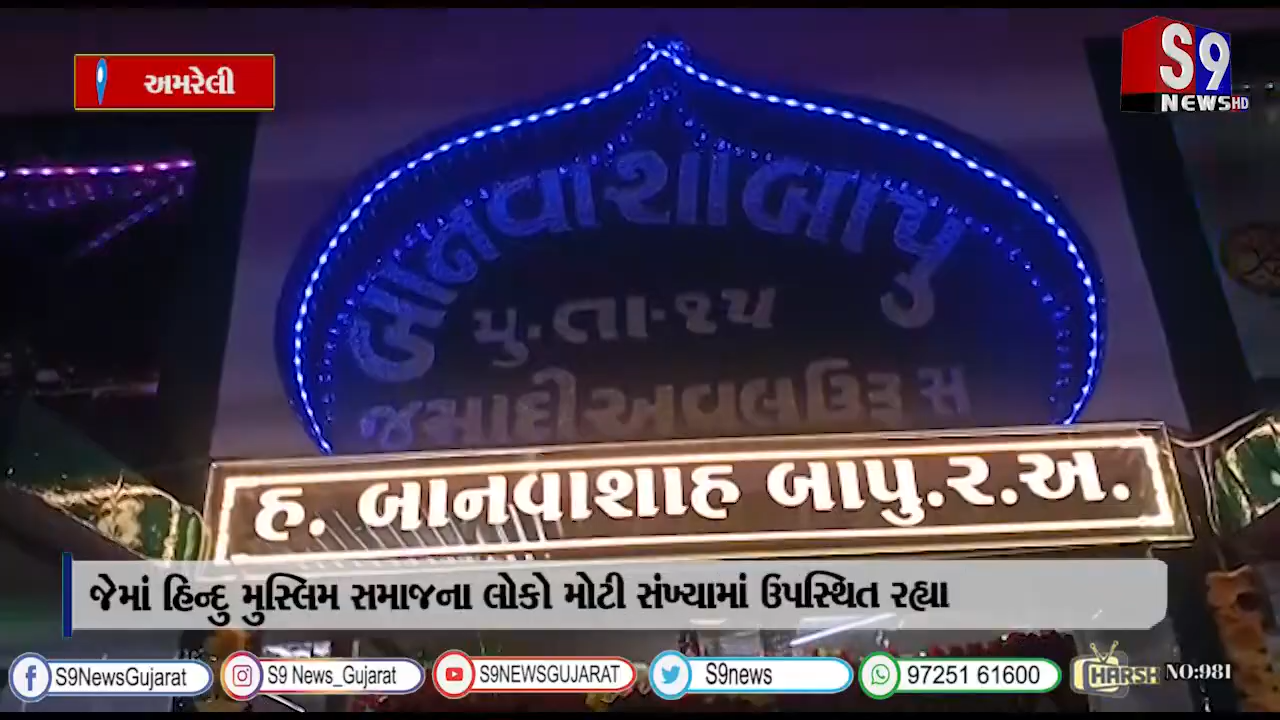 અમરેલી
S9
NEWS HD
બાનવાશાબાપુ
મુ.તા-૨૫
જમાદીઅવલઉર્ફ સ
હ. બાનવાશાહ બાપુ.ર.અ.
જેમાં હિન્દુ મુસ્લિમ સમાજના લોકો મોટી સંખ્યામાં ઉપસ્થિત રહ્યા
S9NewsGujarat
S9 News_Gujarat
S9NEWSGUJARAT
S9news
97251 61600
CHARSH NO:981